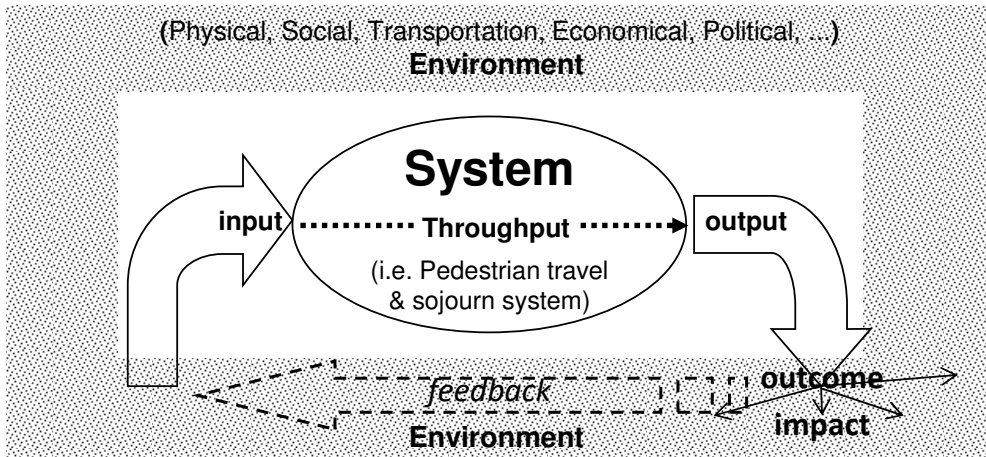 (Physical, Social, Transportation, Economical, Political, ...)
Environment
System
input
Throughput
output
(i.e. Pedestrian travel
& sojourn system)
feedback
outcome
impact
Environment